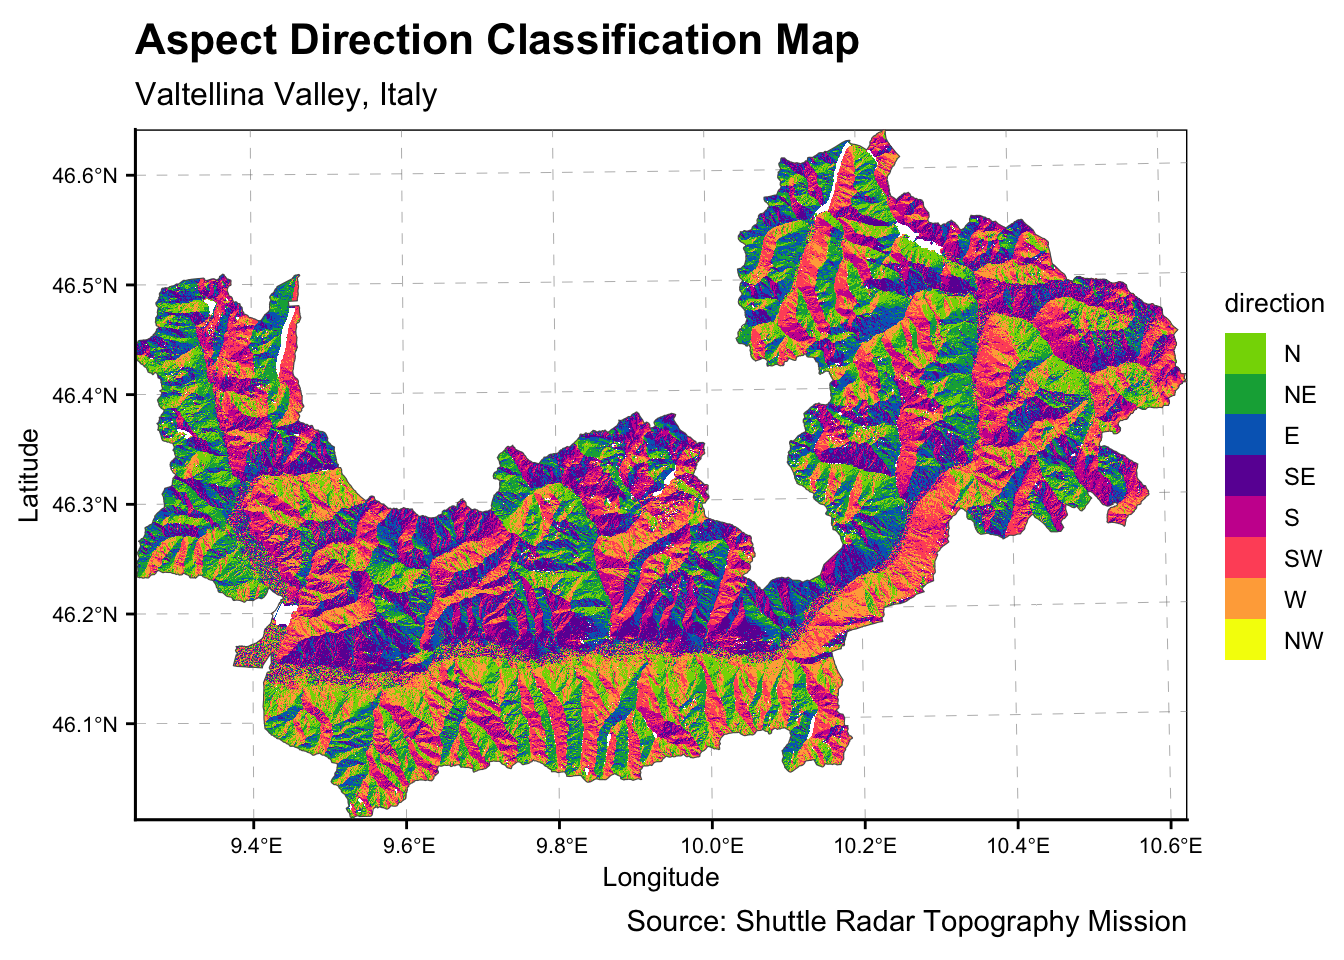 Aspect Direction Classification Map
Valtellina Valley, Italy
46.6°N
46.5°N
46.4°N
46.3°N
46.2°N
46.1°N
Latitude
9.4°E
9.6°E
9.8°E
10.0°E
10.2°E
10.4°E
10.6°E
Longitude
direction
N
NE
E
SE
S
SW
W
NW
Source: Shuttle Radar Topography Mission